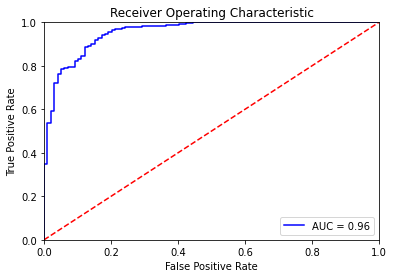 Receiver Operating Characteristic
True Positive Rate
1.0
0.8
0.6
0.4
0.2
0.0
AUC = 0.96
0.0 0.2 0.4 0.6 0.8 1.0
False Positive Rate